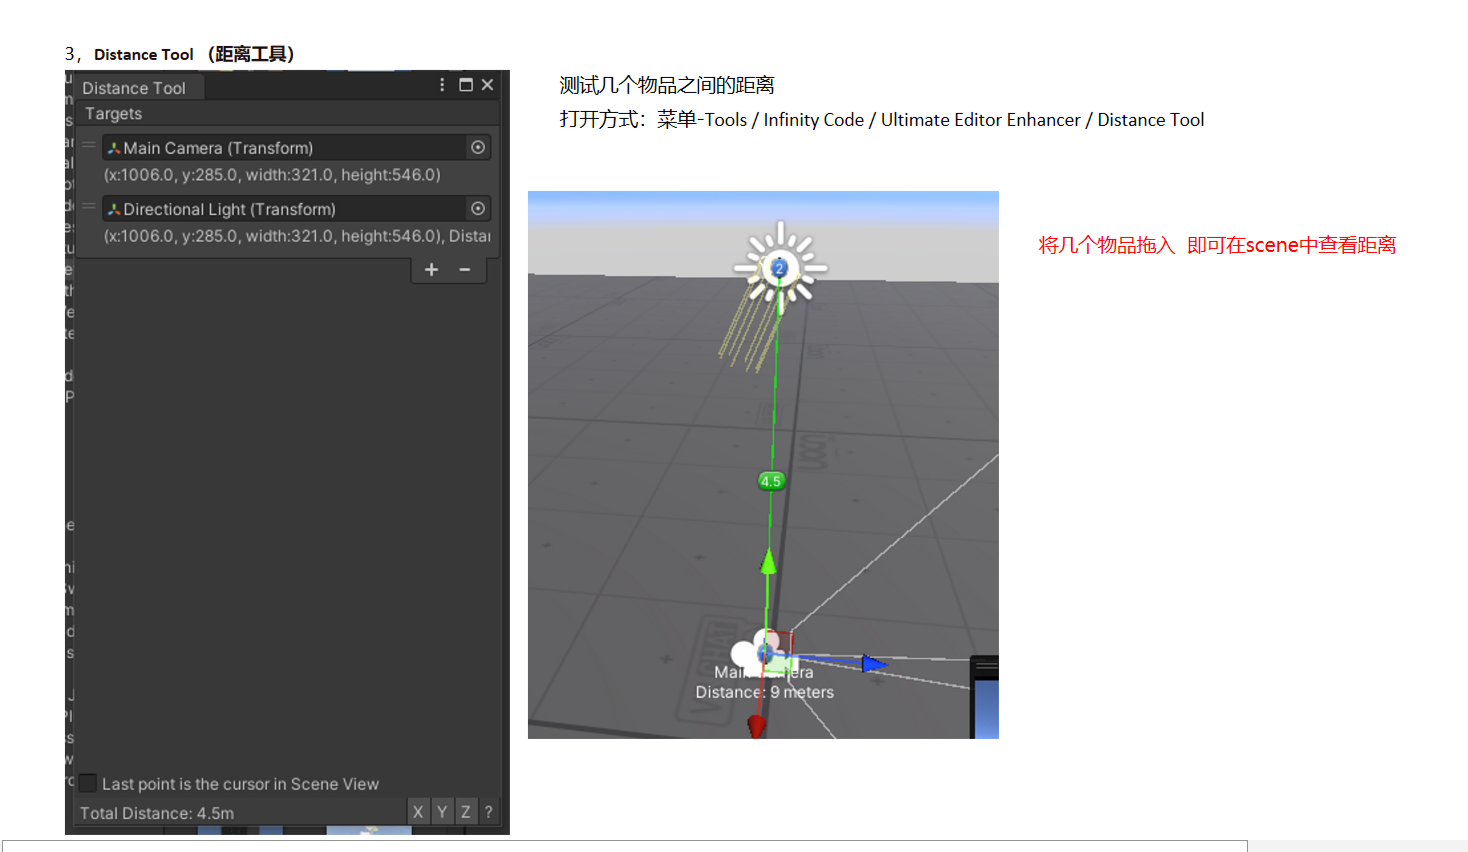 3，Distance Tool （距离工具）
测试几个物品之间的距离
打开方式：菜单-Tools / Infinity Code / Ultimate Editor Enhancer / Distance Tool
Distance Tool
Targets
Main Camera (Transform)
(x:1006.0, y:285.0, width:321.0, height:546.0)
Directional Light (Transform)
(x:1006.0, y:285.0, width:321.0, height:546.0), Distar
+ −
Last point is the cursor in Scene View
Total Distance: 4.5m
X Y Z ?
2
4.5
Distance: 9 meters
将几个物品拖入 即可在scene中查看距离